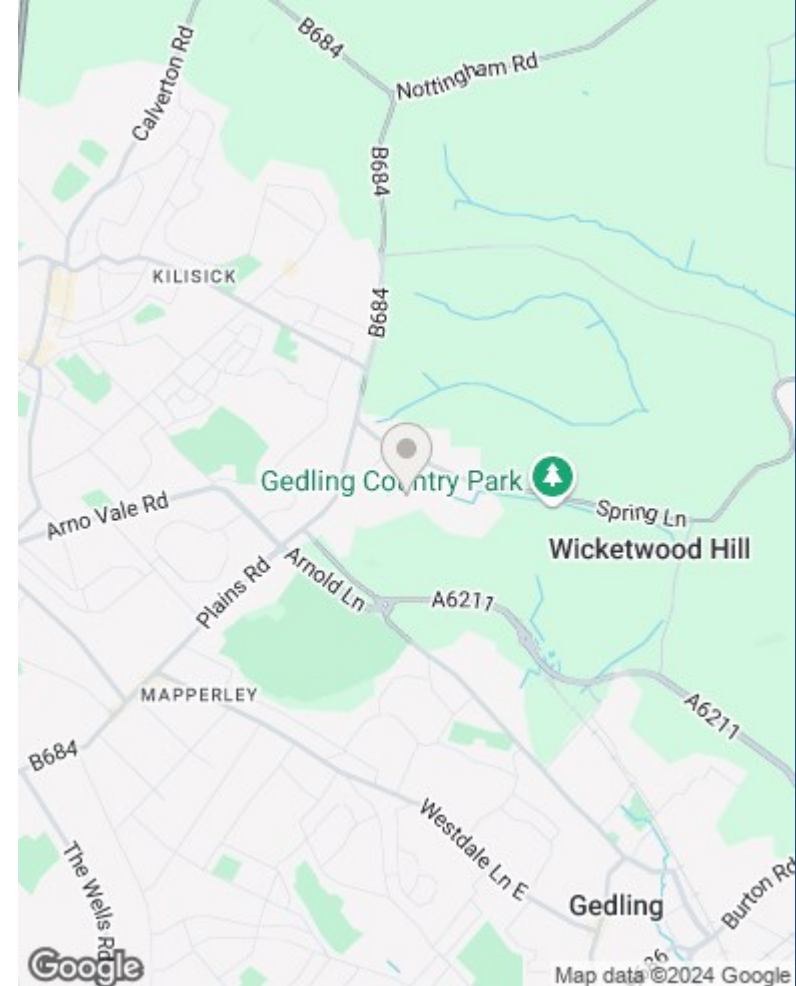 B684
Calverton Rd
Nottingham Rd
B684
KILISICK
B684
Gedling Country Park
Arno Vale Rd
Spring Ln
Wicketwood Hill
Plains Rd
Arnold Ln
A6211
MAPPERLEY
A6211
B684
Westdale Ln E
The Wells Rd
Gedling
Burton Rd
Google
Map data ©2024 Google